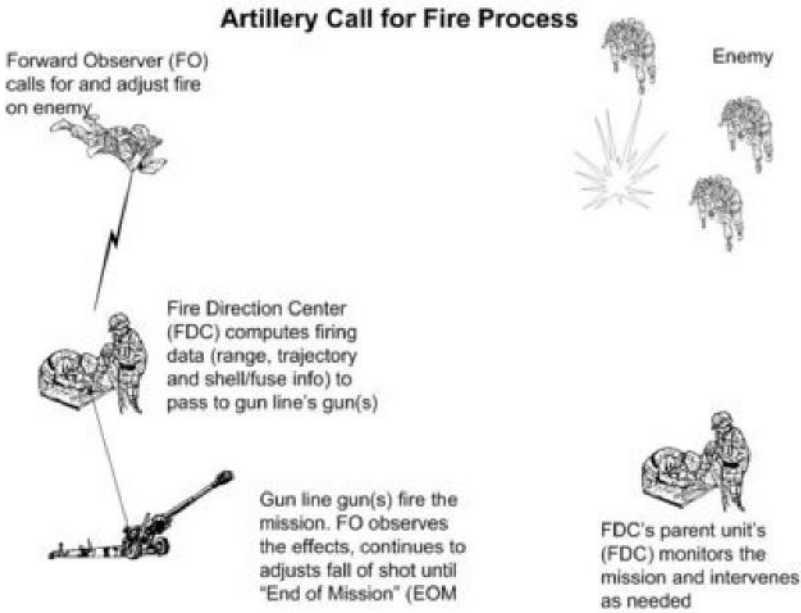 Artillery Call for Fire Process
Forward Observer (FO)
calls for and adjust fire
on enemy
Enemy
Fire Direction Center
(FDC) computes firing
data (range, trajectory
and shell/fuse info) to
pass to gun line's gun(s)
Gun line gun(s) fire the
mission. FO observes
the effects, continues to
adjusts fall of shot until
"End of Mission" (EOM
FDC's parent unit's
(FDC) monitors the
mission and intervenes
as needed